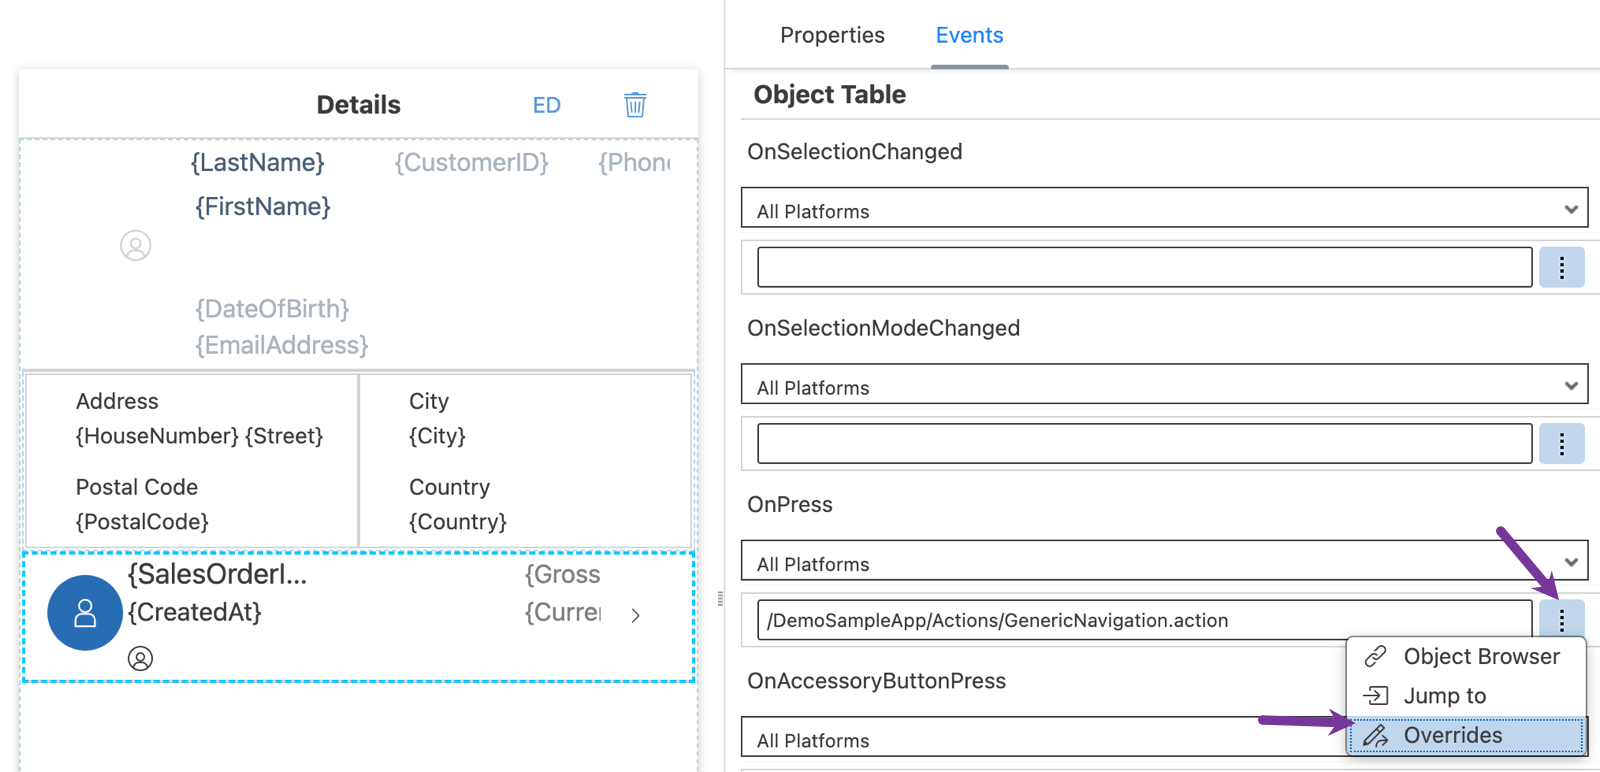 Properties
Events
Details
ED
Object Table
OnSelectionChanged
{LastName}
{CustomerID}
{Phone
{FirstName}
All Platforms
{DateOfBirth}
{EmailAddress}
OnSelectionModeChanged
All Platforms
Address
City
{HouseNumber} {Street}
{City}
Postal Code
Country
{PostalCode}
{Country}
OnPress
All Platforms
{SalesOrderI...
{Gross
{CreatedAt}
{Curre
/DemoSampleApp/Actions/GenericNavigation.action
Object Browser
OnAccessoryButtonPress
Jump to
Overrides
All Platforms